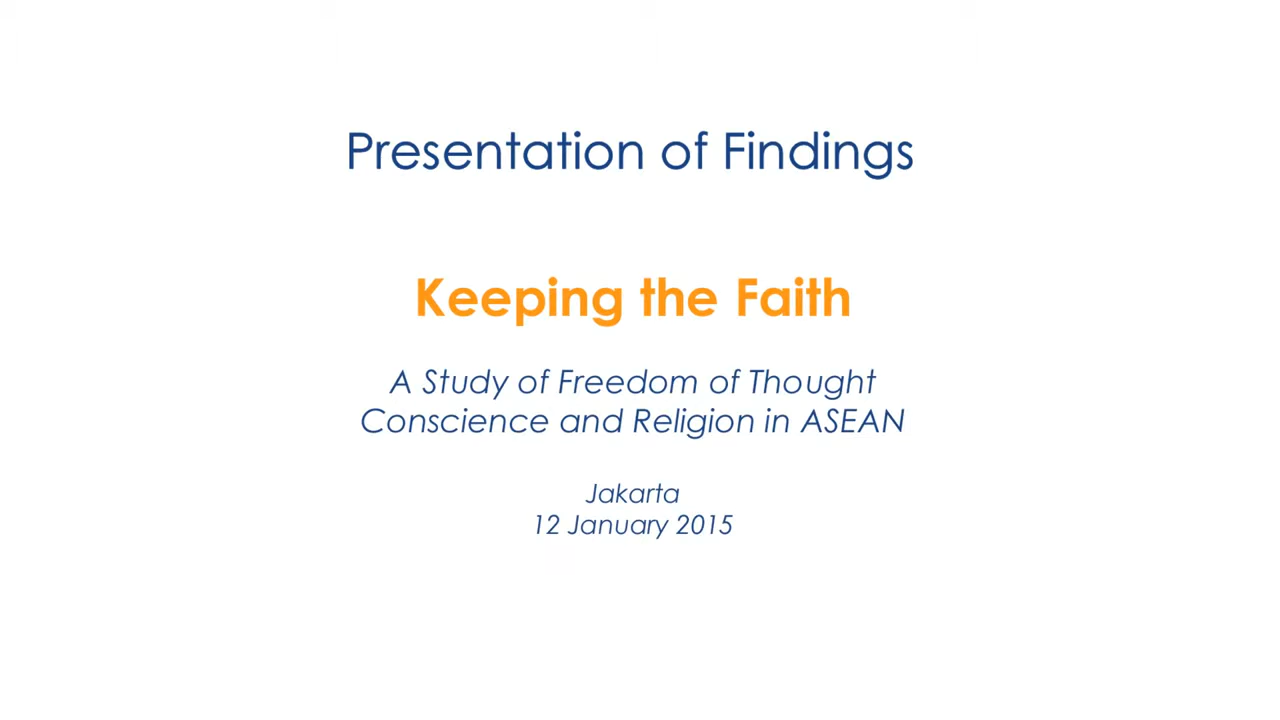 Presentation of Findings
Keeping the Faith
A Study of Freedom of Thought
Conscience and Religion in ASEAN
Jakarta
12 January 2015